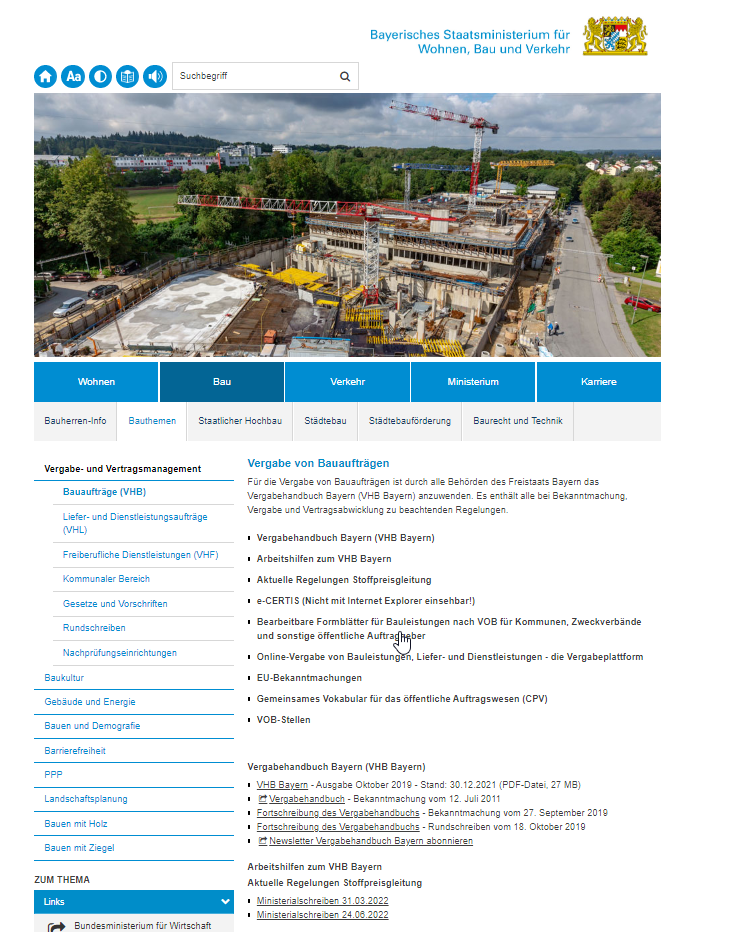 Bayerisches Staatsministerium für
Wohnen, Bau und Verkehr
Aa
Suchbegriff
Wohnen
Bau
Verkehr
Ministerium
Karriere
Bauherren-Info
Bauthemen
Staatlicher Hochbau
Städtebau
Städtebauförderung
Baurecht und Technik
Vergabe- und Vertragsmanagement
Bauaufträge (VHB)
Liefer- und Dienstleistungsaufträge
(VHL)
Freiberufliche Dienstleistungen (VHF)
Kommunaler Bereich
Gesetze und Vorschriften
Rundschreiben
Nachprüfungseinrichtungen
Baukultur
Gebäude und Energie
Bauen und Demografie
Barrierefreiheit
PPP
Landschaftsplanung
Bauen mit Holz
Bauen mit Ziegel
ZUM THEMA
Links
Bundesministerium für Wirtschaft
Vergabe von Bauaufträgen
Für die Vergabe von Bauaufträgen ist durch alle Behörden des Freistaats Bayern das
Vergabehandbuch Bayern (VHB Bayern) anzuwenden. Es enthält alle bei Bekanntmachung,
Vergabe und Vertragsabwicklung zu beachtenden Regelungen.
Vergabehandbuch Bayern (VHB Bayern)
Arbeitshilfen zum VHB Bayern
Aktuelle Regelungen Stoffpreisgleitung
e-CERTIS (Nicht mit Internet Explorer einsehbar!)
Bearbeitbare Formblätter für Bauleistungen nach VOB für Kommunen, Zweckverbände
und sonstige öffentliche Auftraggeber
Online-Vergabe von Bauleistungen, Liefer- und Dienstleistungen - die Vergabeplattform
EU-Bekanntmachungen
Gemeinsames Vokabular für das öffentliche Auftragswesen (CPV)
VOB-Stellen
Vergabehandbuch Bayern (VHB Bayern)
VHB Bayern - Ausgabe Oktober 2019 - Stand: 30.12.2021 (PDF-Datei, 27 MB)
Vergabehandbuch - Bekanntmachung vom 12. Juli 2011
Fortschreibung des Vergabehandbuchs - Bekanntmachung vom 27. September 2019
Fortschreibung des Vergabehandbuchs - Rundschreiben vom 18. Oktober 2019
Newsletter Vergabehandbuch Bayern abonnieren
Arbeitshilfen zum VHB Bayern
Aktuelle Regelungen Stoffpreisgleitung
Ministerialschreiben 31.03.2022
Ministerialschreiben 24.06.2022